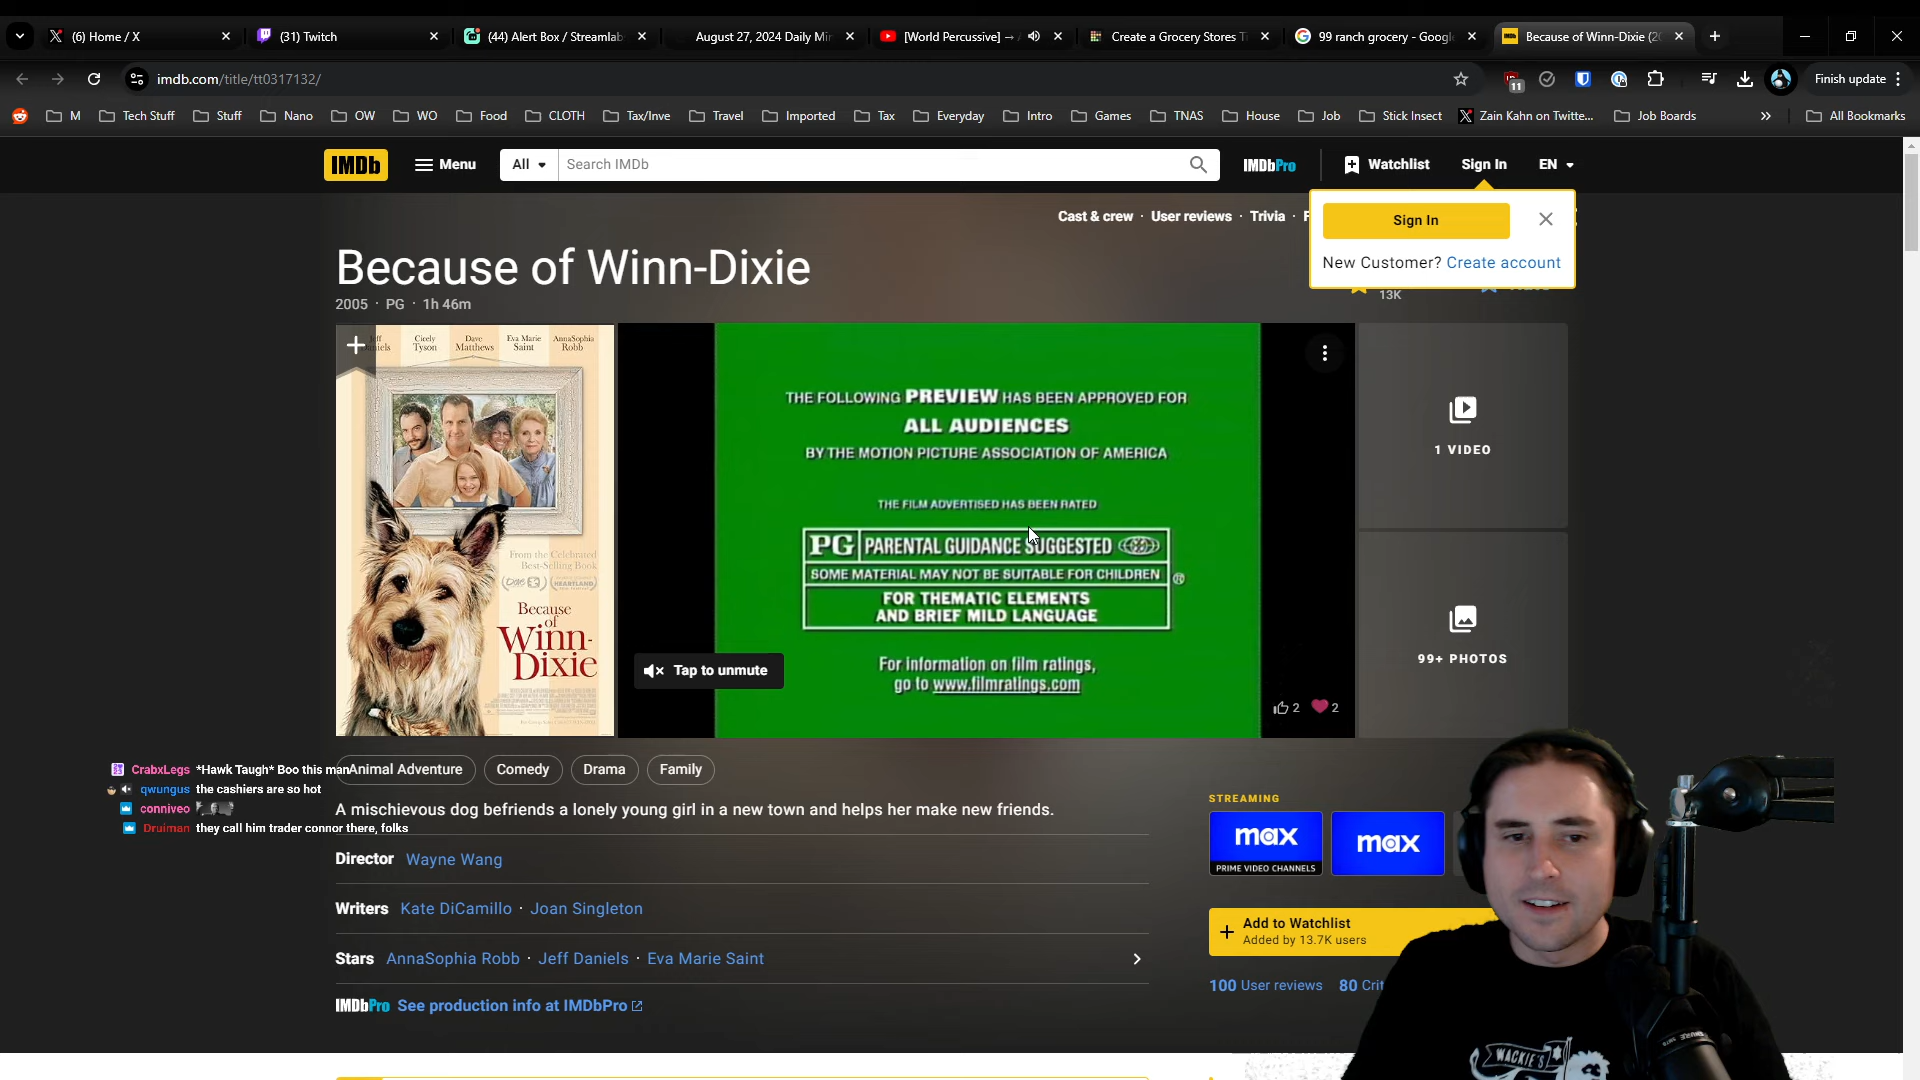 (6) Home / X
(31) Twitch
(44) Alert Box / Streamlab
August 27, 2024 Daily Mi
[World Percussive] →
Create a Grocery Stores Ti
99 ranch grocery - Googl
Because of Winn-Dixie (20
imdb.com/title/tt0317132/
11
Finish update
M
Tech Stuff
Stuff
Nano
OW
WO
Food
CLOTH
Tax/Inve
Travel
Imported
Tax
Everyday
Intro
Games
TNAS
House
Job
Stick Insect
Zain Kahn on Twitte...
Job Boards
»
All Bookmarks
IMDb
Menu
All
Search IMDb
IMDbPro
Watchlist
Sign In
EN
Cast & crew · User reviews · Trivia ·
Sign In
New Customer? Create account
13K
Because of Winn-Dixie
2005 · PG · 1h 46m
Cicely Tyson
Dave Matthews
Eva Marie Saint
AnnaSophia Robb
From the Celebrated
Best-Selling Book
Because
of
Winn-
Dixie
THE FOLLOWING PREVIEW HAS BEEN APPROVED FOR
ALL AUDIENCES
BY THE MOTION PICTURE ASSOCIATION OF AMERICA
THE FILM ADVERTISED HAS BEEN RATED
PG PARENTAL GUIDANCE SUGGESTED
SOME MATERIAL MAY NOT BE SUITABLE FOR CHILDREN ®
FOR THEMATIC ELEMENTS
AND BRIEF MILD LANGUAGE
For information on film ratings,
go to www.filmratings.com
Tap to unmute
2
2
1 VIDEO
99+ PHOTOS
CrabxLegs *Hawk Taugh* Boo this man
qwungus the cashiers are so hot
conniveo
Druiman they call him trader connor there, folks
Animal Adventure
Comedy
Drama
Family
A mischievous dog befriends a lonely young girl in a new town and helps her make new friends.
Director Wayne Wang
Writers Kate DiCamillo · Joan Singleton
Stars AnnaSophia Robb · Jeff Daniels · Eva Marie Saint
IMDbPro See production info at IMDbPro
STREAMING
max
PRIME VIDEO CHANNELS
max
Add to Watchlist
Added by 13.7K users
100 User reviews 80 Crit
WACKIE'S